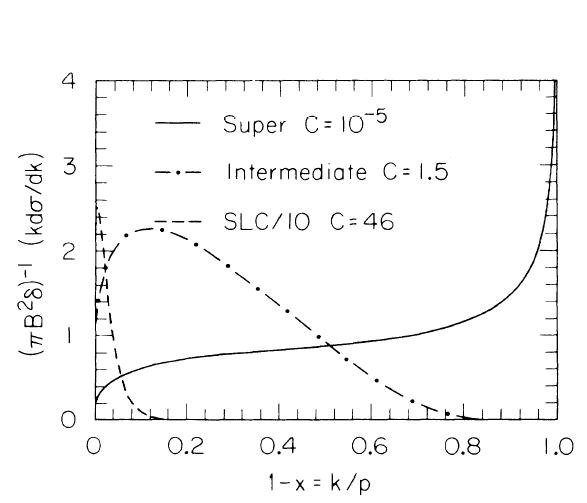 4
3
2
1
0
(πB²δ)⁻¹ (kdσ/dk)
Super C=10⁻⁵
Intermediate C=1.5
SLC/10 C=46
0 0.2 0.4 0.6 0.8 1.0
1-x = k/p